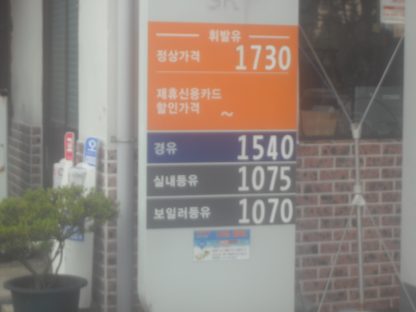 SK
휘발유
정상가격 1730
제휴신용카드
할인가격 ~
경유 1540
실내등유 1075
보일러등유 1070